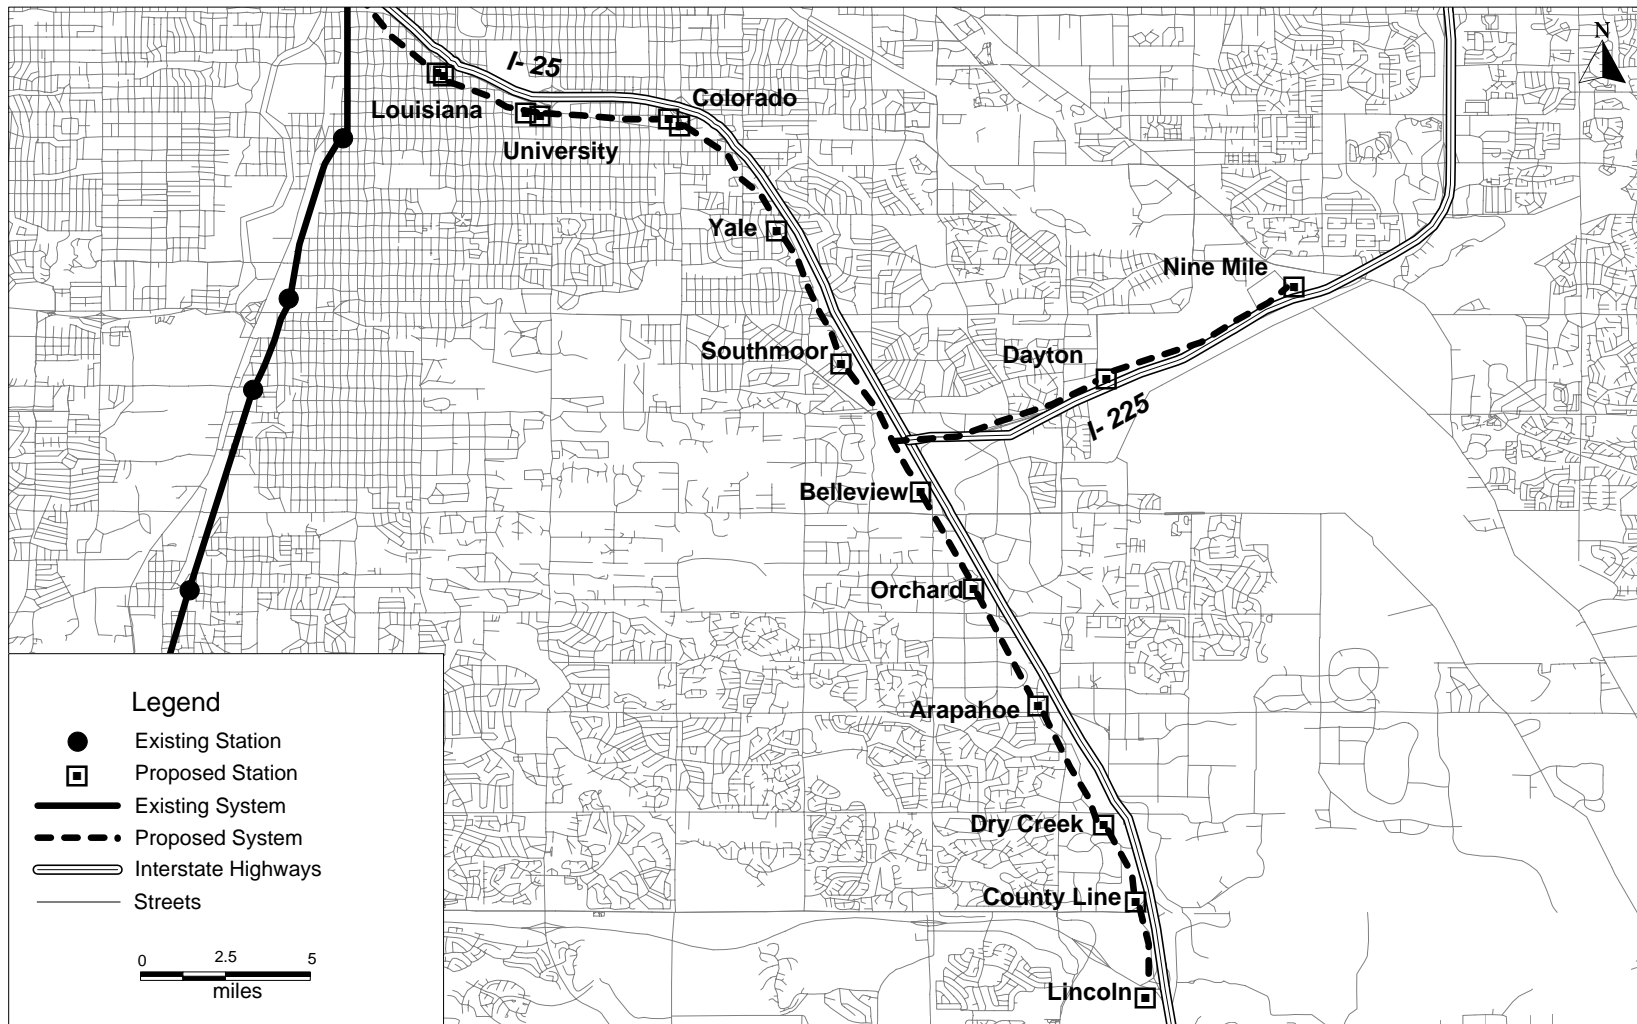 N
I- 25
Colorado
Louisiana
University
Yale
Nine Mile
Southmoor
Dayton
I- 225
Belleview
Orchard
Arapahoe
Dry Creek
County Line
Lincoln
Legend
Existing Station
Proposed Station
Existing System
Proposed System
Interstate Highways
Streets
0 2.5 5
miles